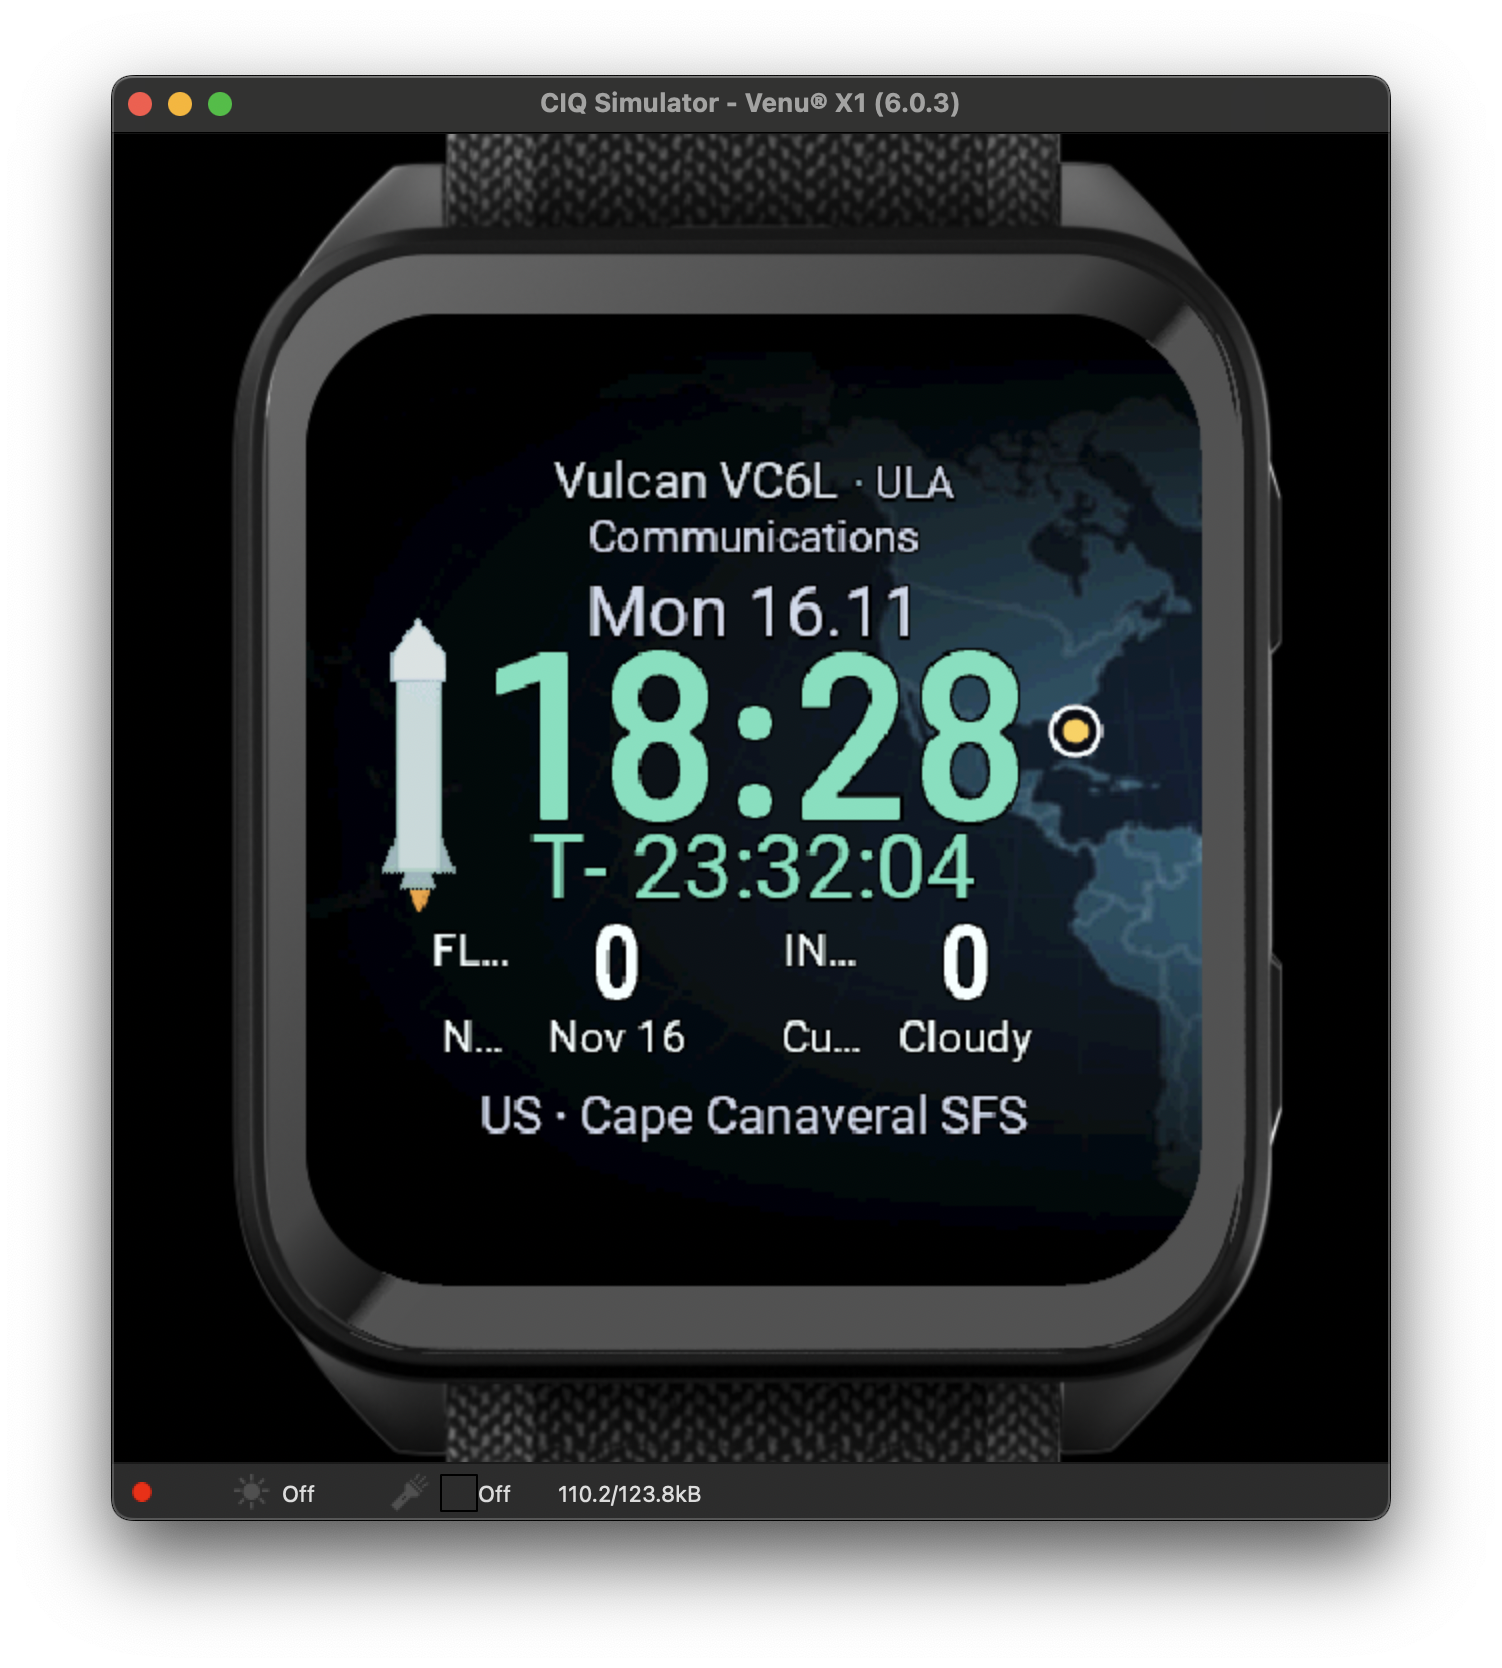 CIQ Simulator - Venu® X1 (6.0.3)
Vulcan VC6L · ULA
Communications
Mon 16.11
18:28
T- 23:32:04
FL... 0 IN... 0
N... Nov 16 Cu... Cloudy
US · Cape Canaveral SFS
Off Off 110.2/123.8kB